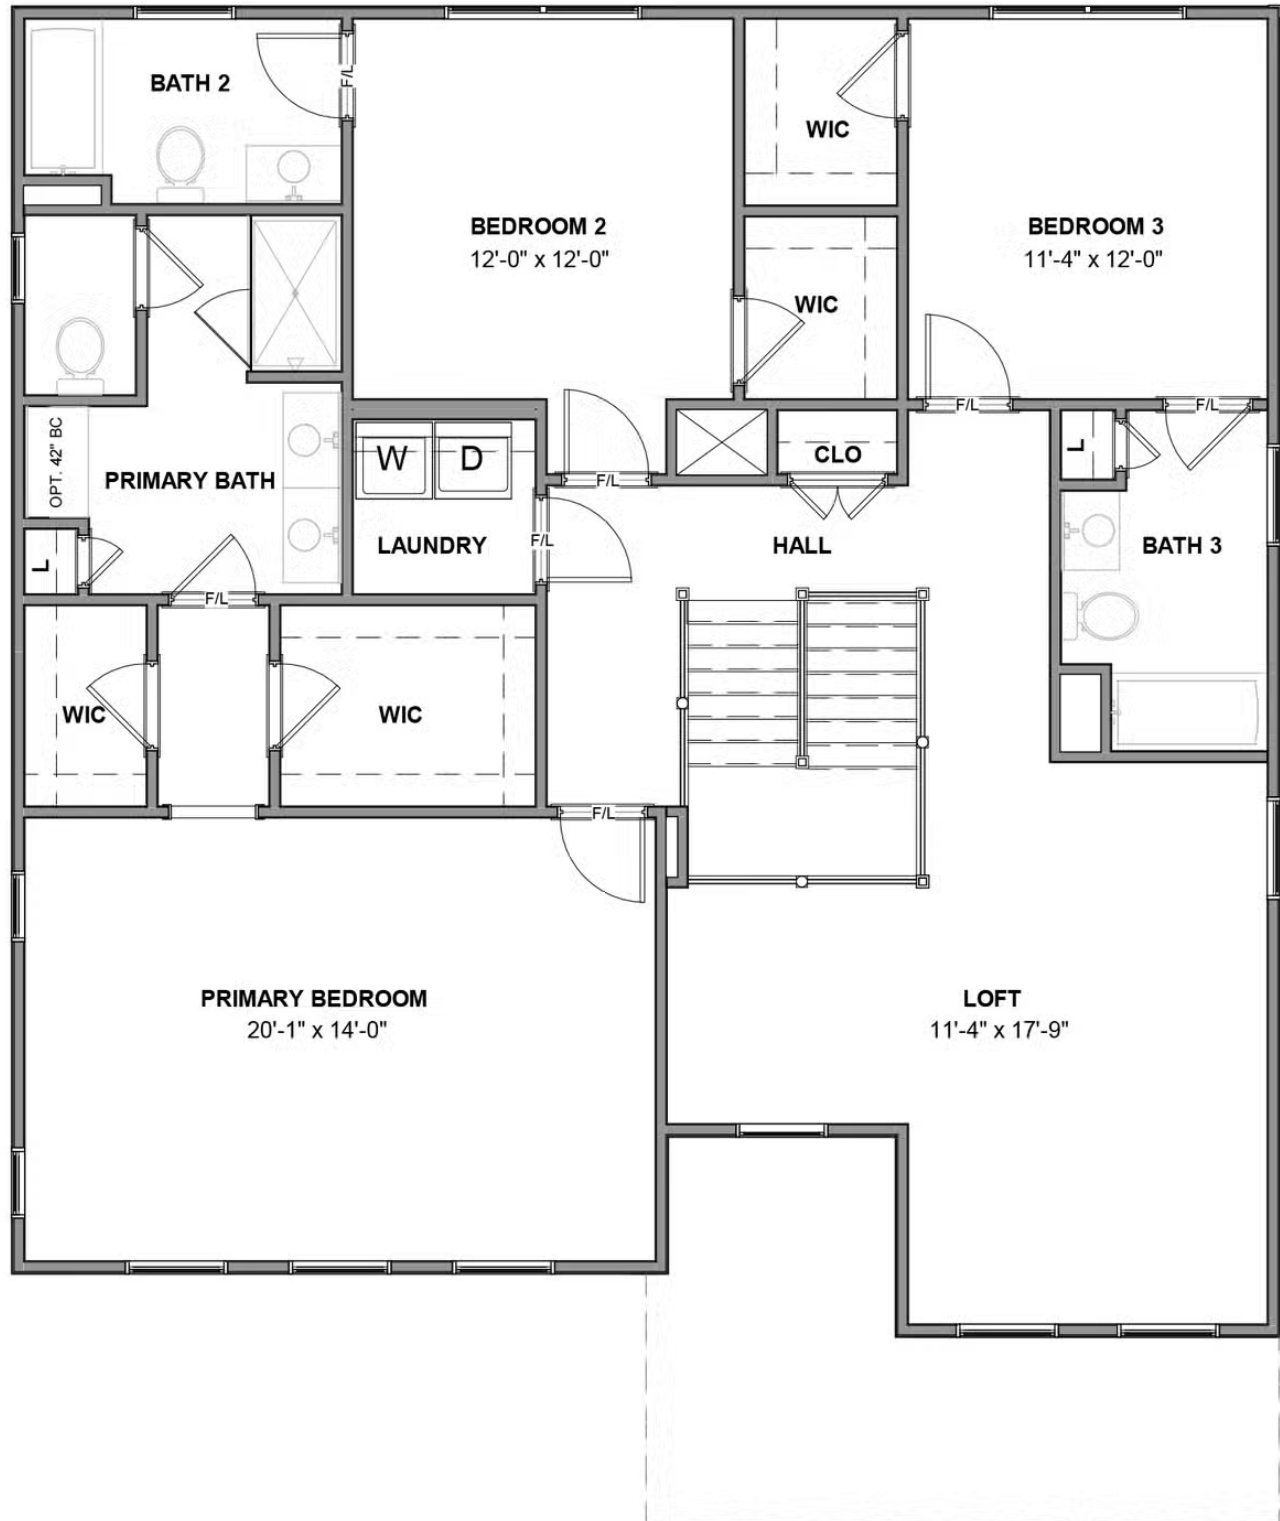 BATH 2
F/L
WIC
BEDROOM 2
12'-0" x 12'-0"
BEDROOM 3
11'-4" x 12'-0"
WIC
F/L
F/L
OPT. 42" BC
PRIMARY BATH
W
D
F/L
CLO
L
LAUNDRY
F/L
HALL
BATH 3
L
F/L
WIC
WIC
F/L
PRIMARY BEDROOM
20'-1" x 14'-0"
LOFT
11'-4" x 17'-9"